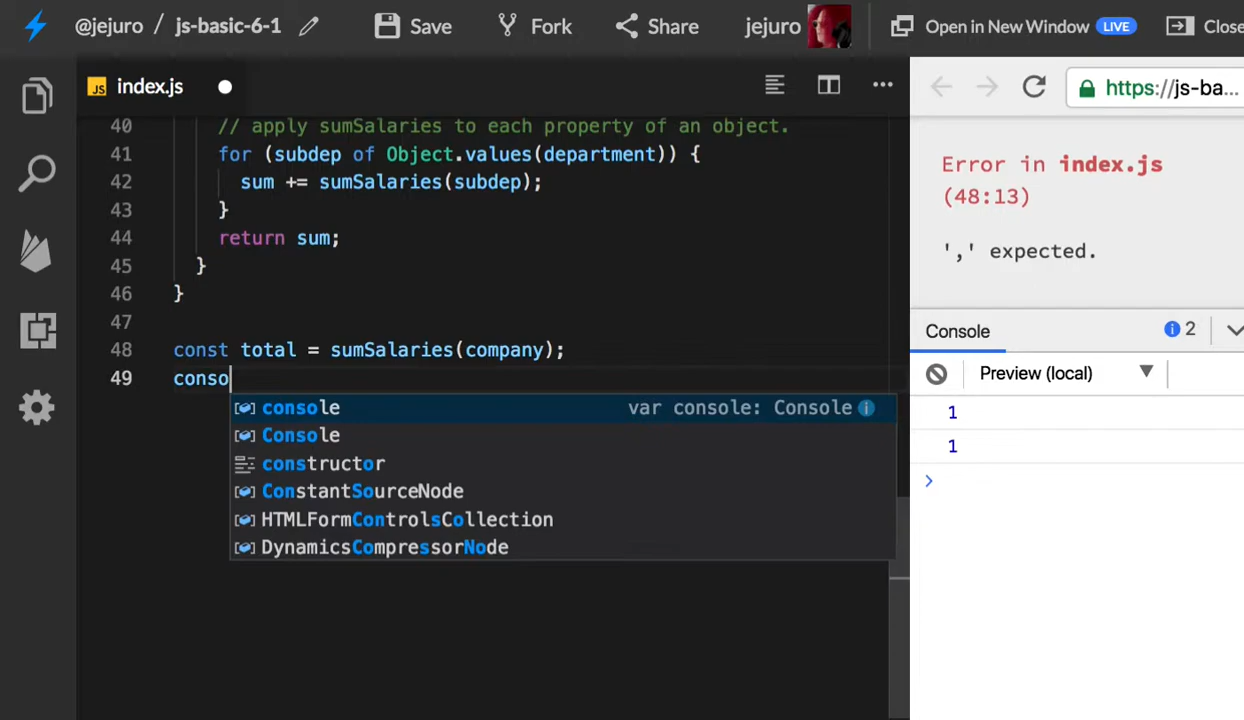 @jejuro / js-basic-6-1 Save Fork Share jejuro Open in New Window LIVE Close
JS index.js
https://js-ba...
40 // apply sumSalaries to each property of an object.
41 for (subdep of Object.values(department)) {
42 sum += sumSalaries(subdep);
43 }
44 return sum;
45 }
46 }
47
48 const total = sumSalaries(company);
49 conso
console var console: Console
Console
constructor
ConstantSourceNode
HTMLFormControlsCollection
DynamicsCompressorNode
Error in index.js
(48:13)
',' expected.
Console 2
Preview (local)
1
1